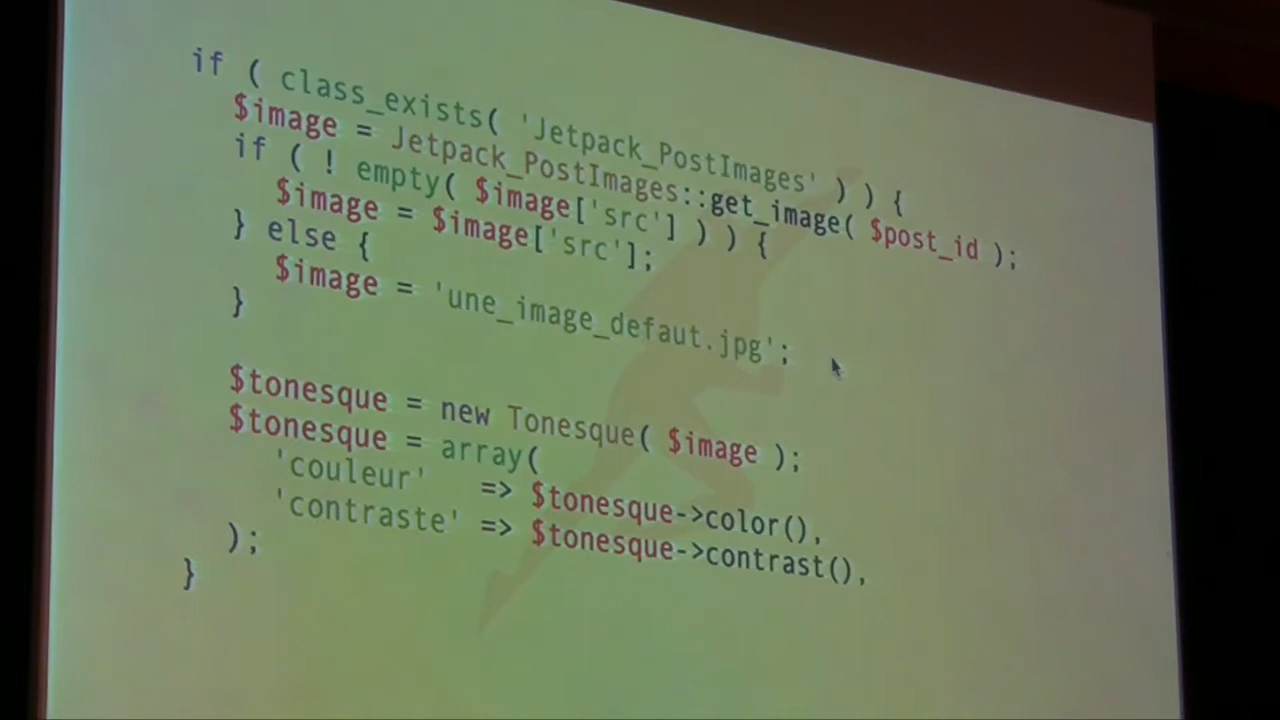 if ( class_exists( 'Jetpack_PostImages' ) ) {
$image = Jetpack_PostImages::get_image( $post_id );
if ( ! empty( $image['src'] ) ) {
$image = $image['src'];
} else {
$image = 'une_image_defaut.jpg';
}
$tonesque = new Tonesque( $image );
$tonesque = array(
'couleur' => $tonesque->color(),
'contraste' => $tonesque->contrast(),
);
}